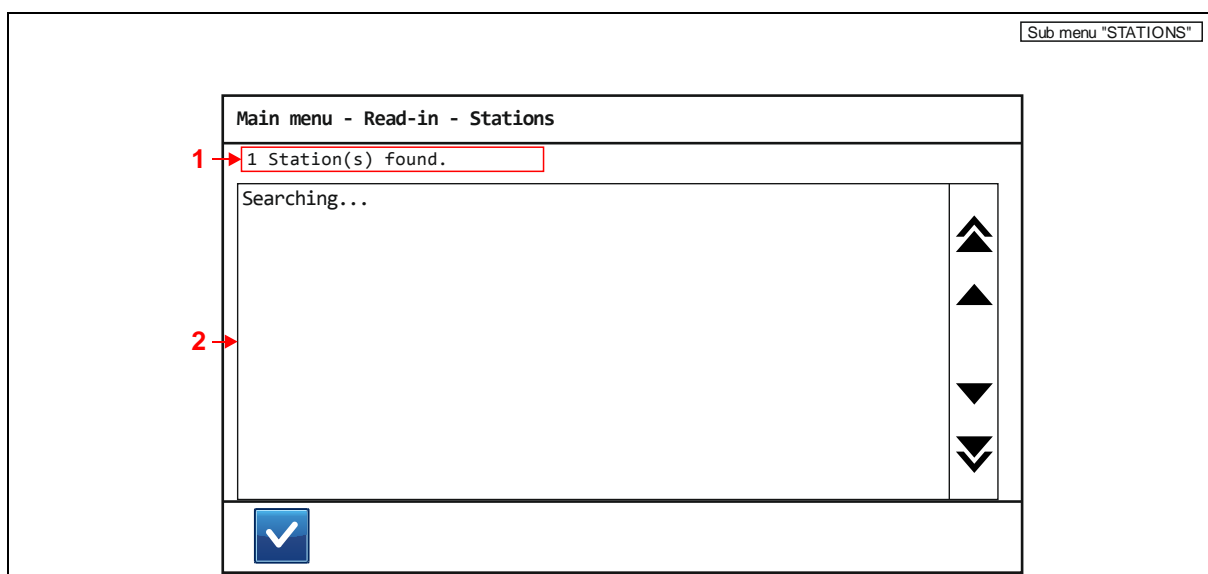 Sub menu "STATIONS"
Main menu - Read-in - Stations
1
1 Station(s) found.
Searching...
2